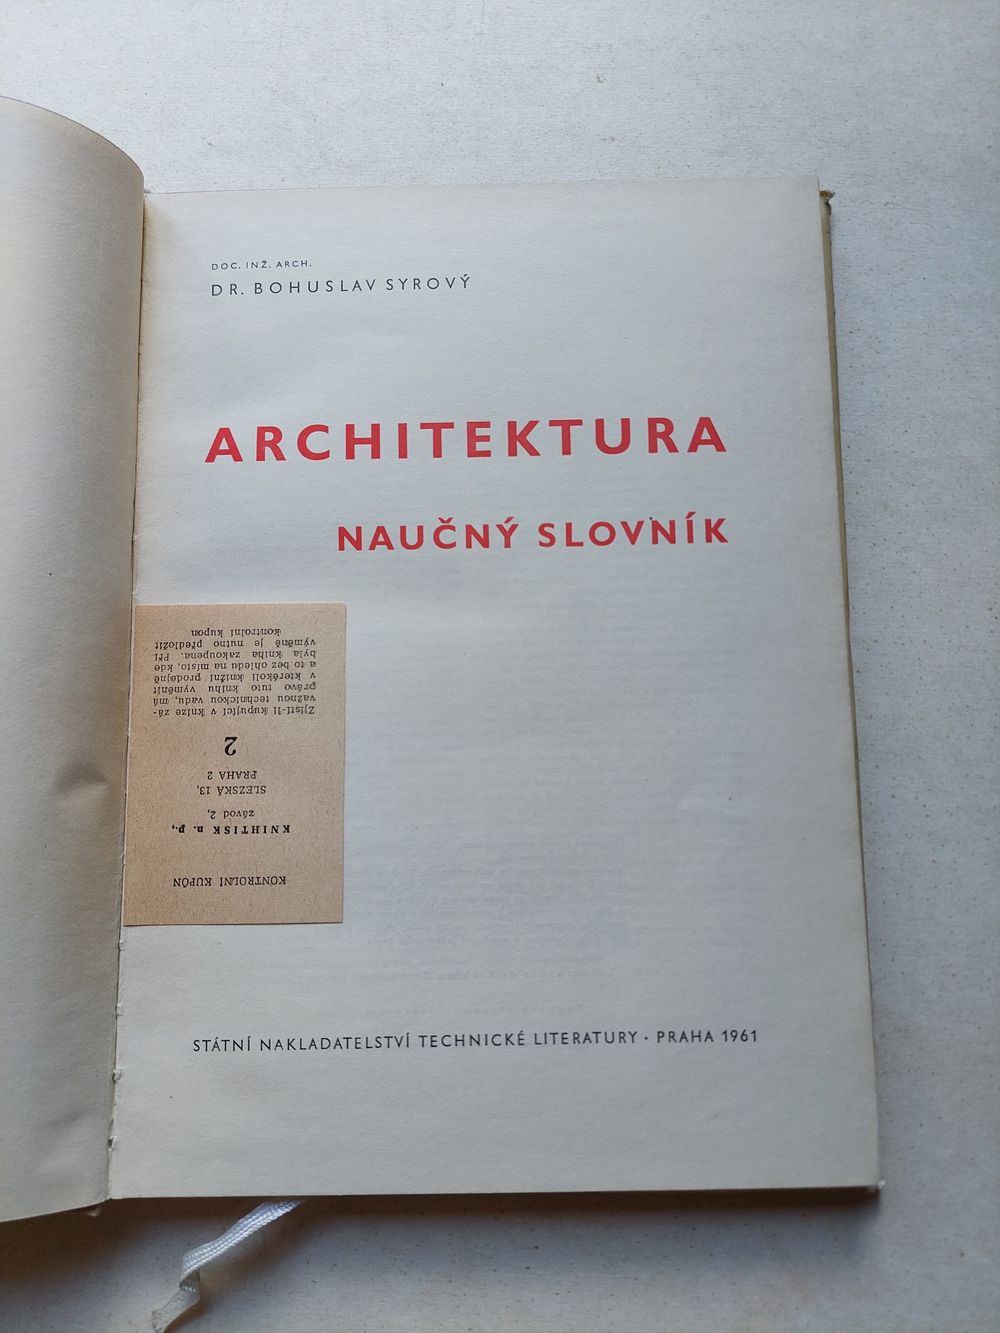 DOC. INŽ. ARCH.
DR. BOHUSLAV SYROVÝ
ARCHITEKTURA
NAUČNÝ SLOVNÍK
KONTROLNÍ KUPÓN
KNIHTISK n. p.,
závod 2,
SLEZSKÁ 13,
PRAHA 2
2
Zjistí-li kupující v knize zá-
važnou technickou vadu, má
právo tuto knihu vyměnit
v kterékoli knižní prodejně
a to bez ohledu na místo, kde
byla kniha zakoupena. Při
výměně je nutno předložit
kontrolní kupon
STÁTNÍ NAKLADATELSTVÍ TECHNICKÉ LITERATURY · PRAHA 1961